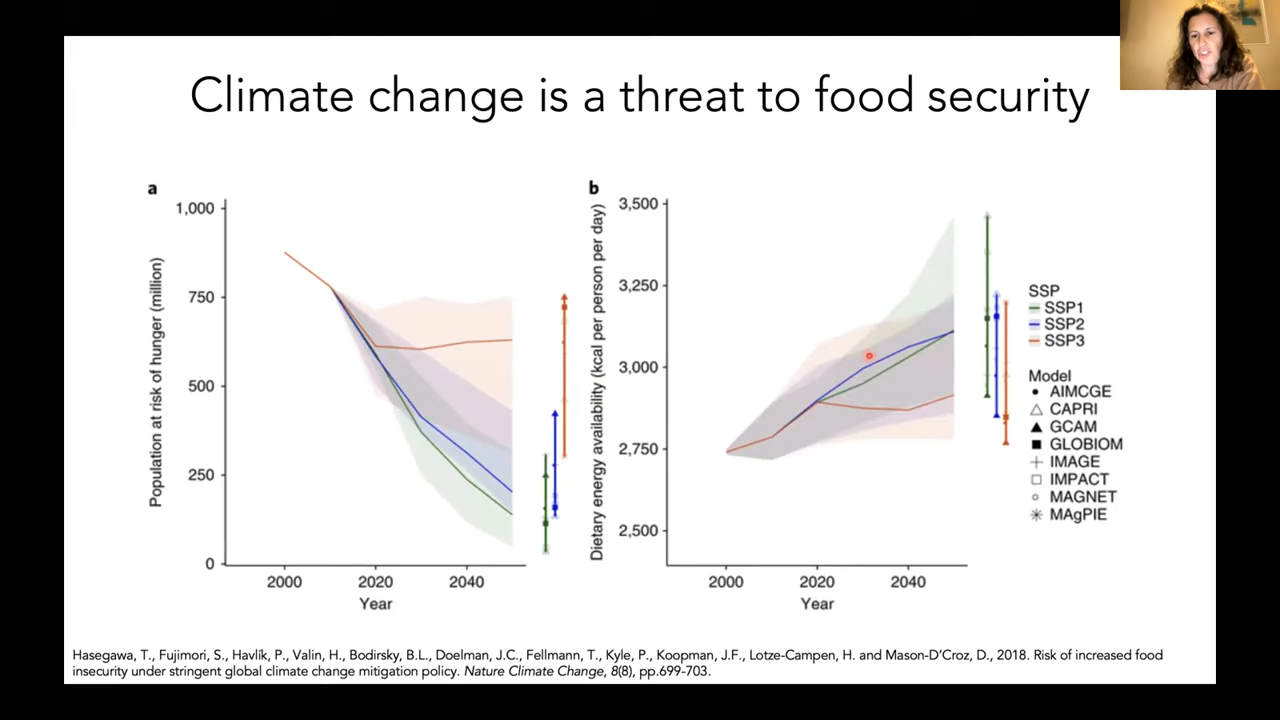 Climate change is a threat to food security
a
1,000
750
500
250
0
Population at risk of hunger (million)
2000
2020
2040
Year
b
3,500
3,250
3,000
2,750
2,500
Dietary energy availability (kcal per person per day)
2000
2020
2040
Year
SSP
SSP1
SSP2
SSP3
Model
AIMCGE
CAPRI
GCAM
GLOBIOM
IMAGE
IMPACT
MAGNET
MAgPIE
Hasegawa, T., Fujimori, S., Havlík, P., Valin, H., Bodirsky, B.L., Doelman, J.C., Fellmann, T., Kyle, P., Koopman, J.F., Lotze-Campen, H. and Mason-D’Croz, D., 2018. Risk of increased food
insecurity under stringent global climate change mitigation policy. Nature Climate Change, 8(8), pp.699-703.